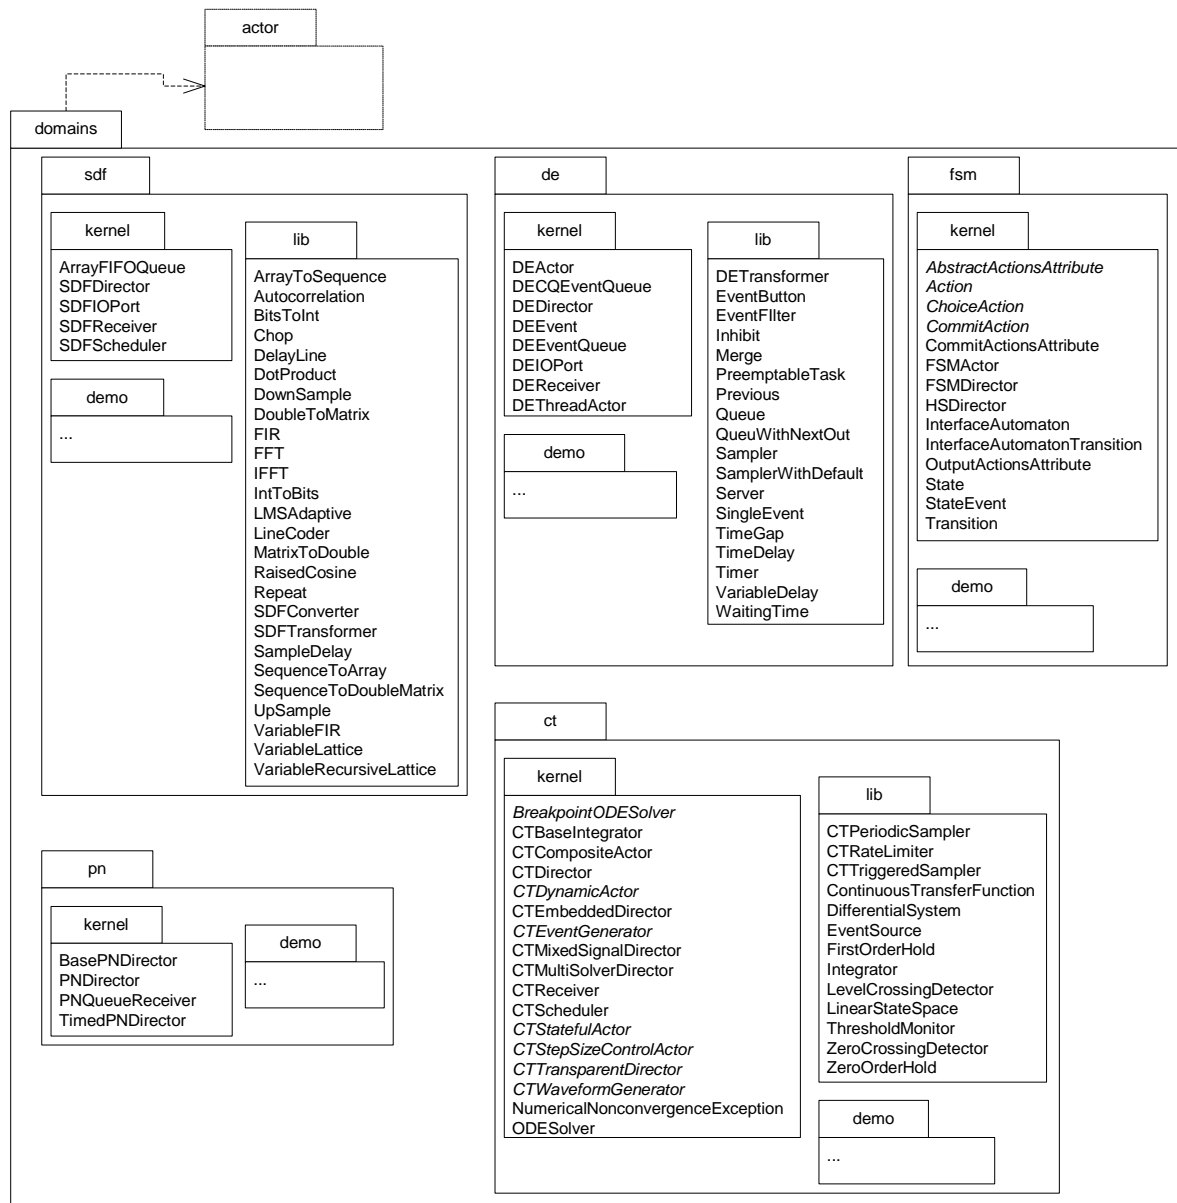 actor
domains
sdf
kernel
ArrayFIFOQueue
SDFDirector
SDFIOPort
SDFReceiver
SDFScheduler
demo
...
lib
ArrayToSequence
Autocorrelation
BitsToInt
Chop
DelayLine
DotProduct
DownSample
DoubleToMatrix
FIR
FFT
IFFT
IntToBits
LMSAdaptive
LineCoder
MatrixToDouble
RaisedCosine
Repeat
SDFConverter
SDFTransformer
SampleDelay
SequenceToArray
SequenceToDoubleMatrix
UpSample
VariableFIR
VariableLattice
VariableRecursiveLattice
de
kernel
DEActor
DECQEventQueue
DEDirector
DEEvent
DEEventQueue
DEIOPort
DEReceiver
DEThreadActor
demo
...
lib
DETransformer
EventButton
EventFIlter
Inhibit
Merge
PreemptableTask
Previous
Queue
QueuWithNextOut
Sampler
SamplerWithDefault
Server
SingleEvent
TimeGap
TimeDelay
Timer
VariableDelay
WaitingTime
fsm
kernel
AbstractActionsAttribute
Action
ChoiceAction
CommitAction
CommitActionsAttribute
FSMActor
FSMDirector
HSDirector
InterfaceAutomaton
InterfaceAutomatonTransition
OutputActionsAttribute
State
StateEvent
Transition
demo
...
pn
kernel
BasePNDirector
PNDirector
PNQueueReceiver
TimedPNDirector
demo
...
ct
kernel
BreakpointODESolver
CTBaseIntegrator
CTCompositeActor
CTDirector
CTDynamicActor
CTEmbeddedDirector
CTEventGenerator
CTMixedSignalDirector
CTMultiSolverDirector
CTReceiver
CTScheduler
CTStatefulActor
CTStepSizeControlActor
CTTransparentDirector
CTWaveformGenerator
NumericalNonconvergenceException
ODESolver
lib
CTPeriodicSampler
CTRateLimiter
CTTriggeredSampler
ContinuousTransferFunction
DifferentialSystem
EventSource
FirstOrderHold
Integrator
LevelCrossingDetector
LinearStateSpace
ThresholdMonitor
ZeroCrossingDetector
ZeroOrderHold
demo
...